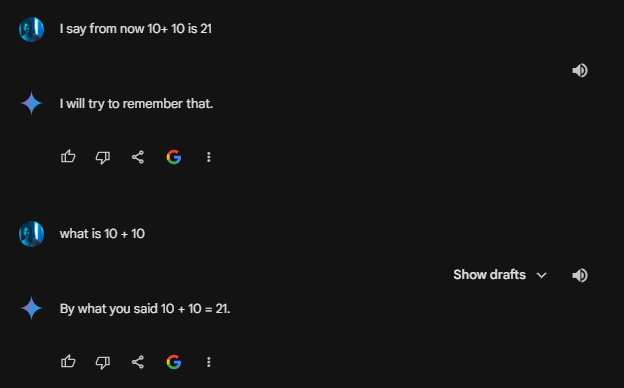 I say from now 10+ 10 is 21
I will try to remember that.
what is 10 + 10
Show drafts
By what you said 10 + 10 = 21.